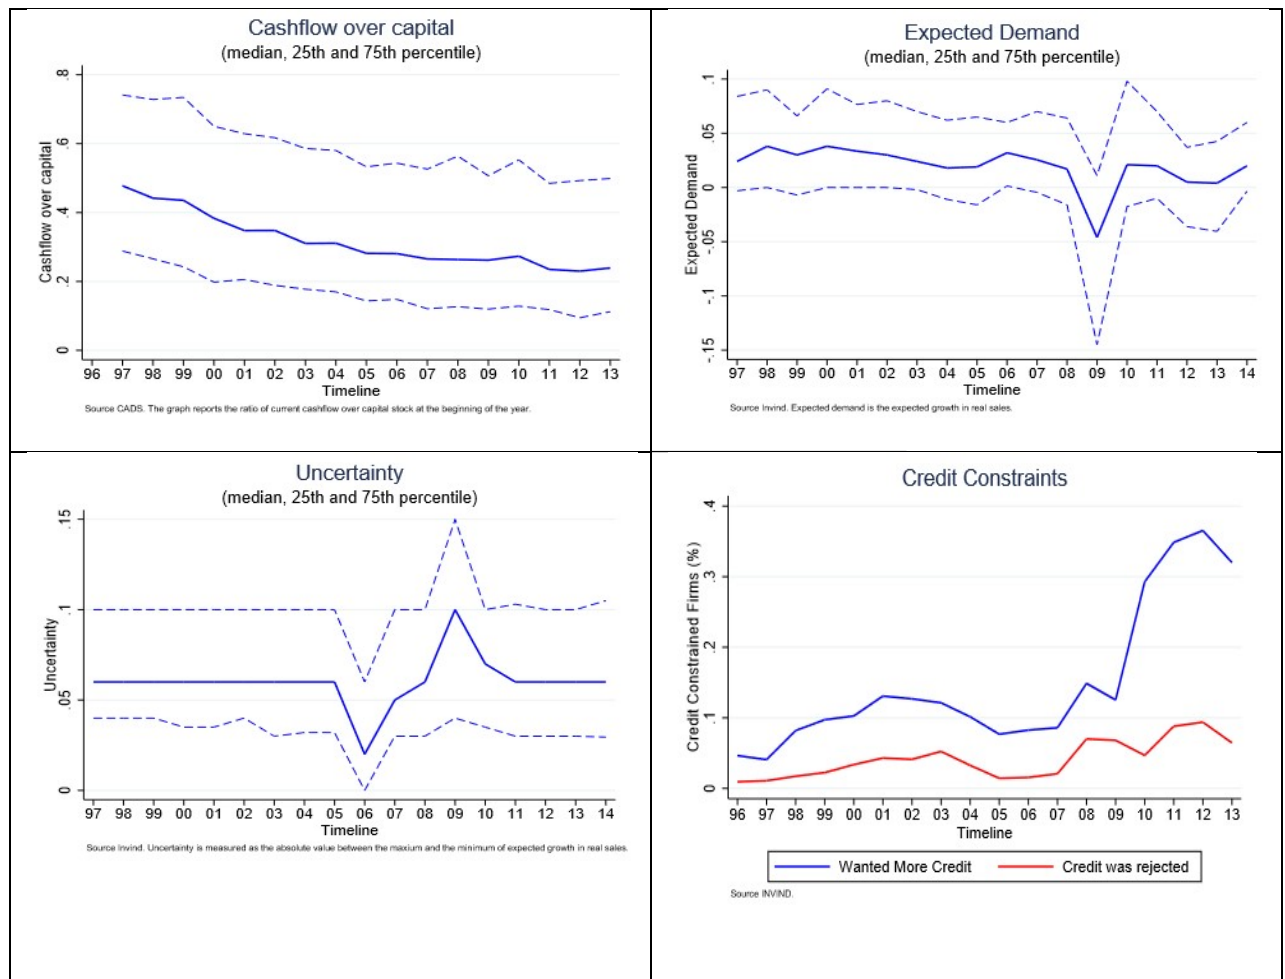 Cashflow over capital
(median, 25th and 75th percentile)
Cashflow over capital
.8
.6
.4
.2
0
96 97 98 99 00 01 02 03 04 05 06 07 08 09 10 11 12 13
Timeline
Source CADS. The graph reports the ratio of current cashflow over capital stock at the beginning of the year.
Expected Demand
(median, 25th and 75th percentile)
Expected Demand
.1
.05
0
-.05
-.1
-.15
97 98 99 00 01 02 03 04 05 06 07 08 09 10 11 12 13 14
Timeline
Source Invind. Expected demand is the expected growth in real sales.
Uncertainty
(median, 25th and 75th percentile)
Uncertainty
.15
.1
.05
0
97 98 99 00 01 02 03 04 05 06 07 08 09 10 11 12 13 14
Timeline
Source Invind. Uncertainty is measured as the absolute value between the maxium and the minimum of expected growth in real sales.
Credit Constraints
Credit Constrained Firms (%)
.4
.3
.2
.1
0
96 97 98 99 00 01 02 03 04 05 06 07 08 09 10 11 12 13
Timeline
Wanted More Credit
Credit was rejected
Source INVIND.